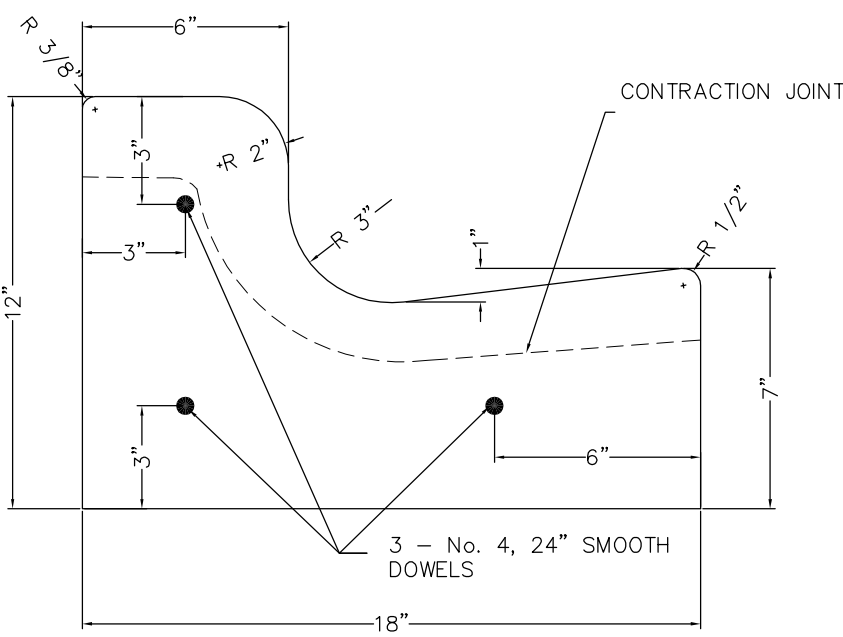 6”
R 3/8”
CONTRACTION JOINT
3”
+R 2”
R 3”
R 1/2”
1”
3”
12”
7”
3”
6”
3 – No. 4, 24” SMOOTH
DOWELS
18”